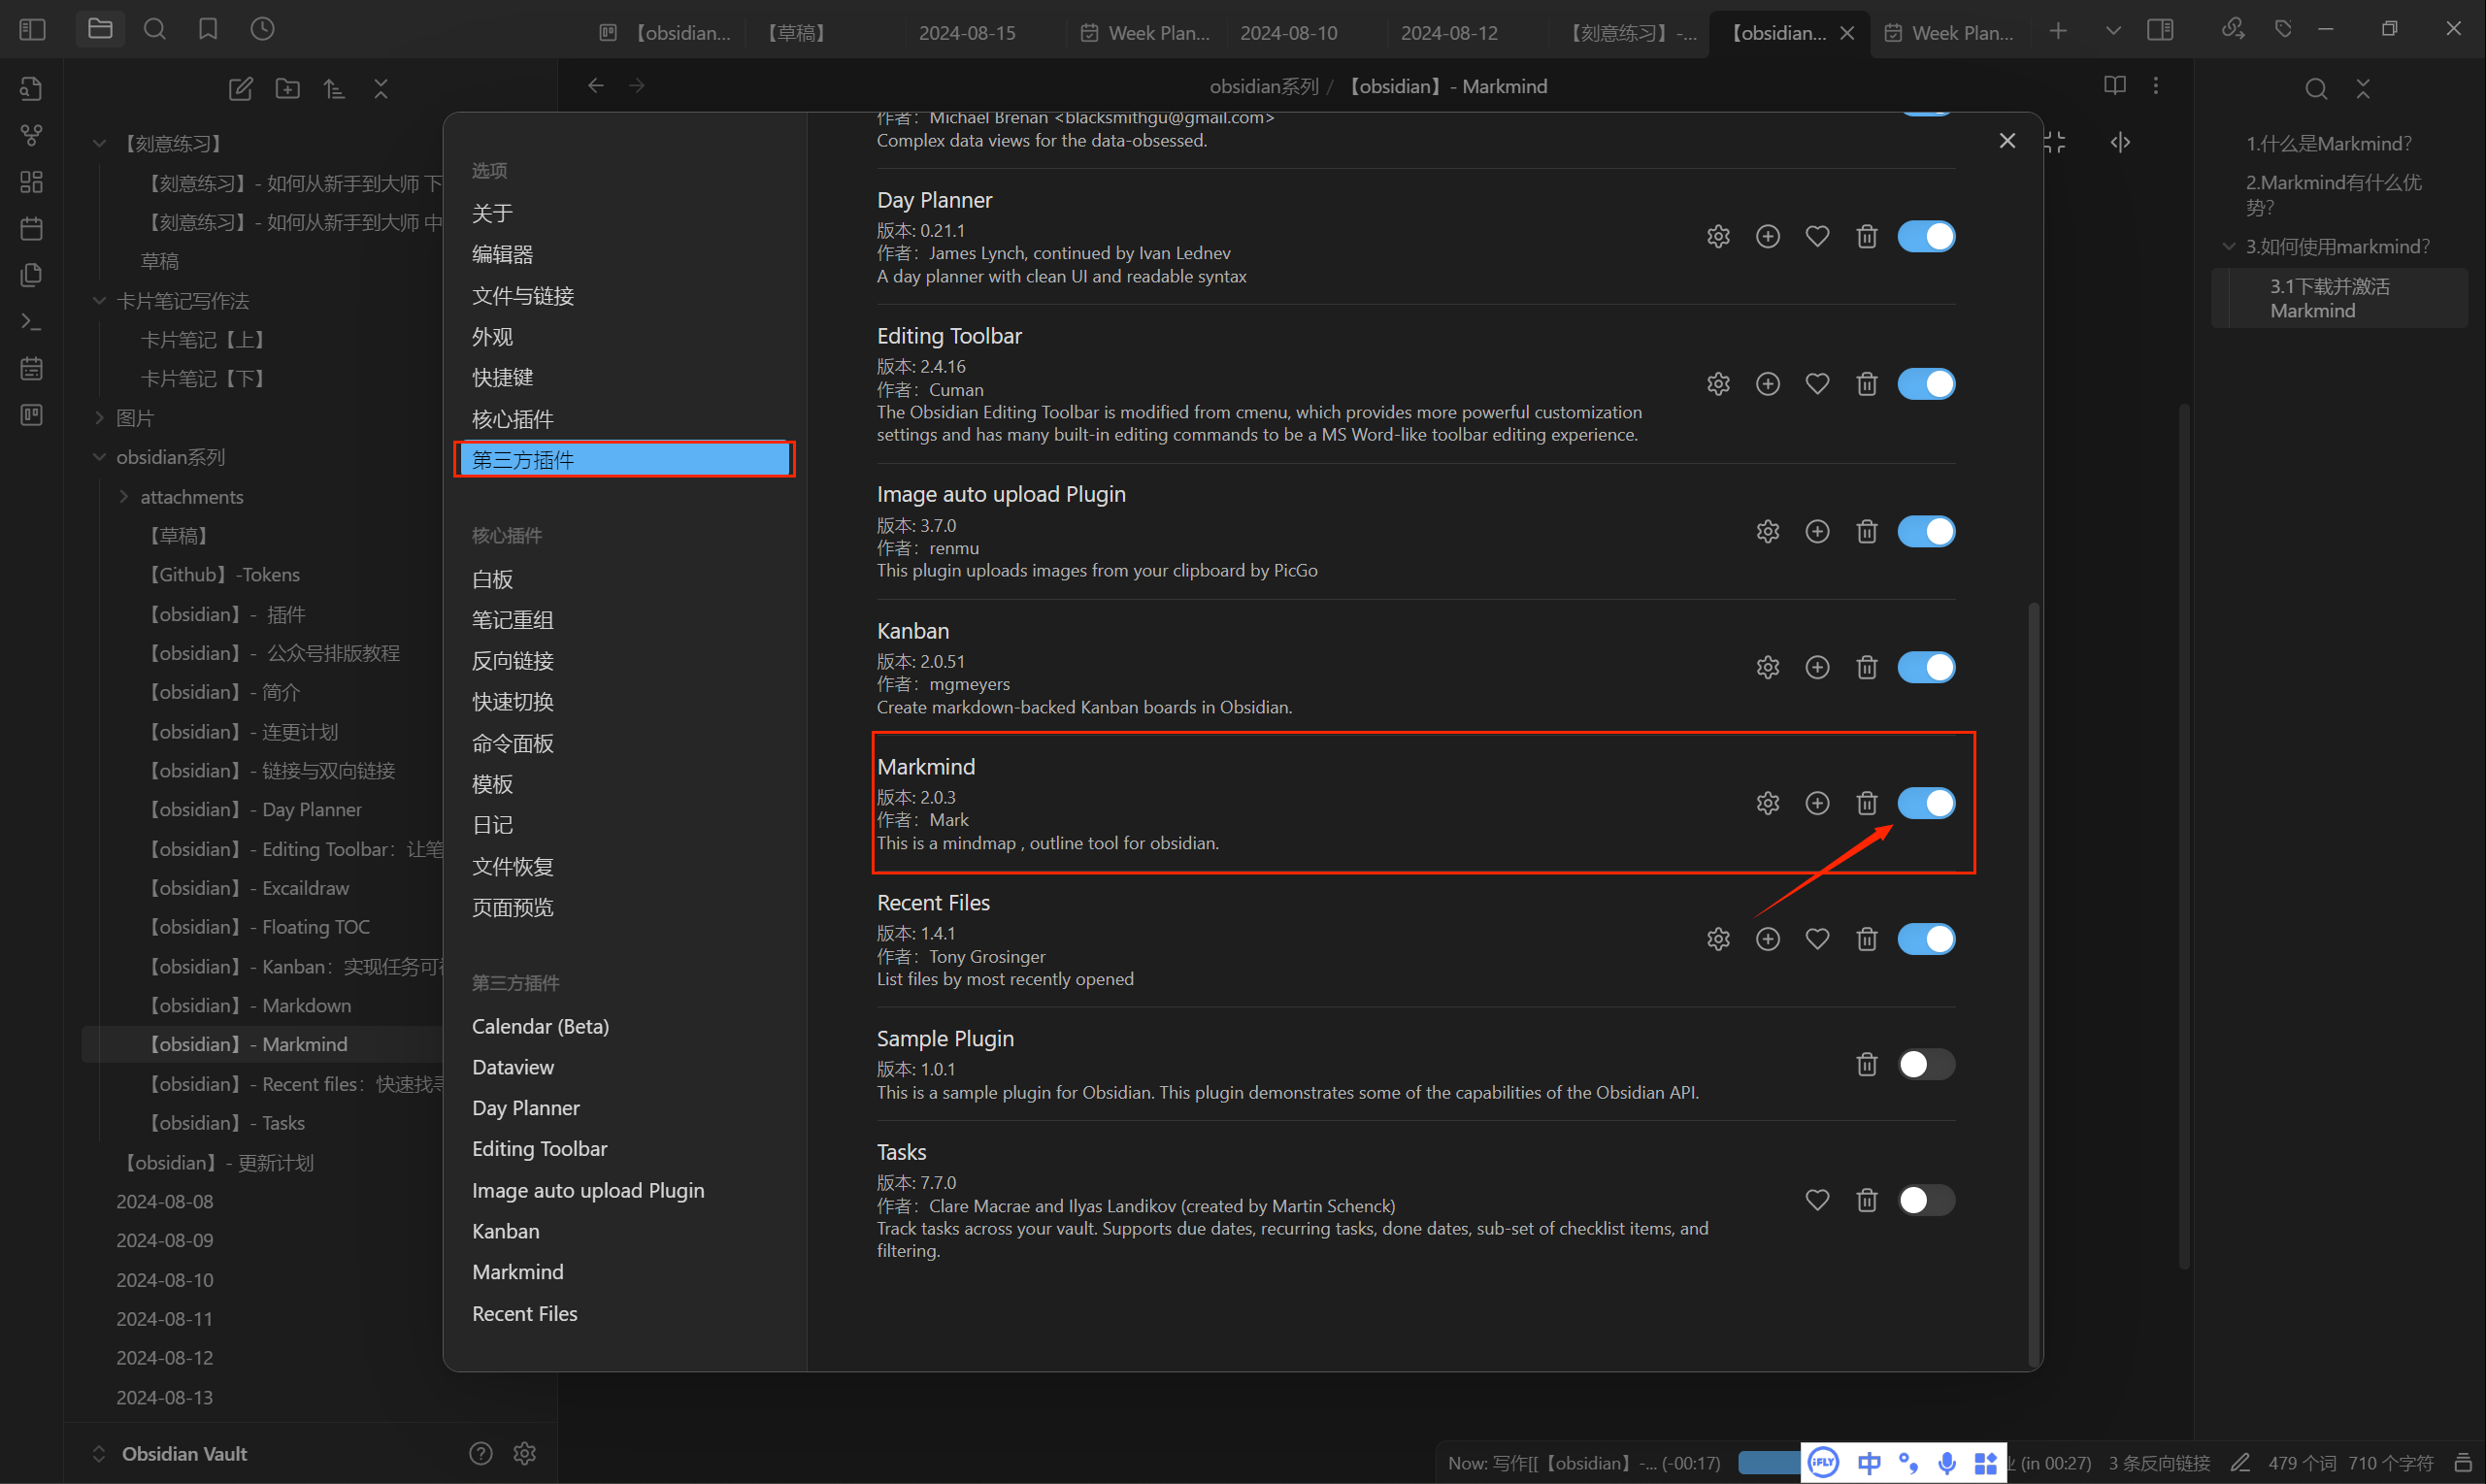 【obsidian...
【草稿】
2024-08-15
Week Plan...
2024-08-10
2024-08-12
【刻意练习】-...
【obsidian...
Week Plan...
obsidian系列 / 【obsidian】- Markmind
【刻意练习】
【刻意练习】- 如何从新手到大师 下
【刻意练习】- 如何从新手到大师 中
草稿
卡片笔记写作法
卡片笔记【上】
卡片笔记【下】
图片
obsidian系列
attachments
【草稿】
【Github】-Tokens
【obsidian】- 插件
【obsidian】- 公众号排版教程
【obsidian】- 简介
【obsidian】- 连更计划
【obsidian】- 链接与双向链接
【obsidian】- Day Planner
【obsidian】- Editing Toolbar：让笔
【obsidian】- Excaildraw
【obsidian】- Floating TOC
【obsidian】- Kanban：实现任务可
【obsidian】- Markdown
【obsidian】- Markmind
【obsidian】- Recent files：快速找
【obsidian】- Tasks
【obsidian】- 更新计划
2024-08-08
2024-08-09
2024-08-10
2024-08-11
2024-08-12
2024-08-13
Obsidian Vault
选项
关于
编辑器
文件与链接
外观
快捷键
核心插件
第三方插件
核心插件
白板
笔记重组
反向链接
快速切换
命令面板
模板
日记
文件恢复
页面预览
第三方插件
Calendar (Beta)
Dataview
Day Planner
Editing Toolbar
Image auto upload Plugin
Kanban
Markmind
Recent Files
作者：Michael Brenan <blacksmithgu@gmail.com>
Complex data views for the data-obsessed.
Day Planner
版本: 0.21.1
作者：James Lynch, continued by Ivan Lednev
A day planner with clean UI and readable syntax
Editing Toolbar
版本: 2.4.16
作者：Cuman
The Obsidian Editing Toolbar is modified from cmenu, which provides more powerful customization
settings and has many built-in editing commands to be a MS Word-like toolbar editing experience.
Image auto upload Plugin
版本: 3.7.0
作者：renmu
This plugin uploads images from your clipboard by PicGo
Kanban
版本: 2.0.51
作者：mgmeyers
Create markdown-backed Kanban boards in Obsidian.
Markmind
版本: 2.0.3
作者：Mark
This is a mindmap , outline tool for obsidian.
Recent Files
版本: 1.4.1
作者：Tony Grosinger
List files by most recently opened
Sample Plugin
版本: 1.0.1
This is a sample plugin for Obsidian. This plugin demonstrates some of the capabilities of the Obsidian API.
Tasks
版本: 7.7.0
作者：Clare Macrae and Ilyas Landikov (created by Martin Schenck)
Track tasks across your vault. Supports due dates, recurring tasks, done dates, sub-set of checklist items, and
filtering.
1.什么是Markmind?
2.Markmind有什么优
势?
3.如何使用markmind?
3.1下载并激活
Markmind
Now: 写作[[【obsidian】-... (-00:17)
iFLY 中
(in 00:27)
3 条反向链接
479 个词 710 个字符